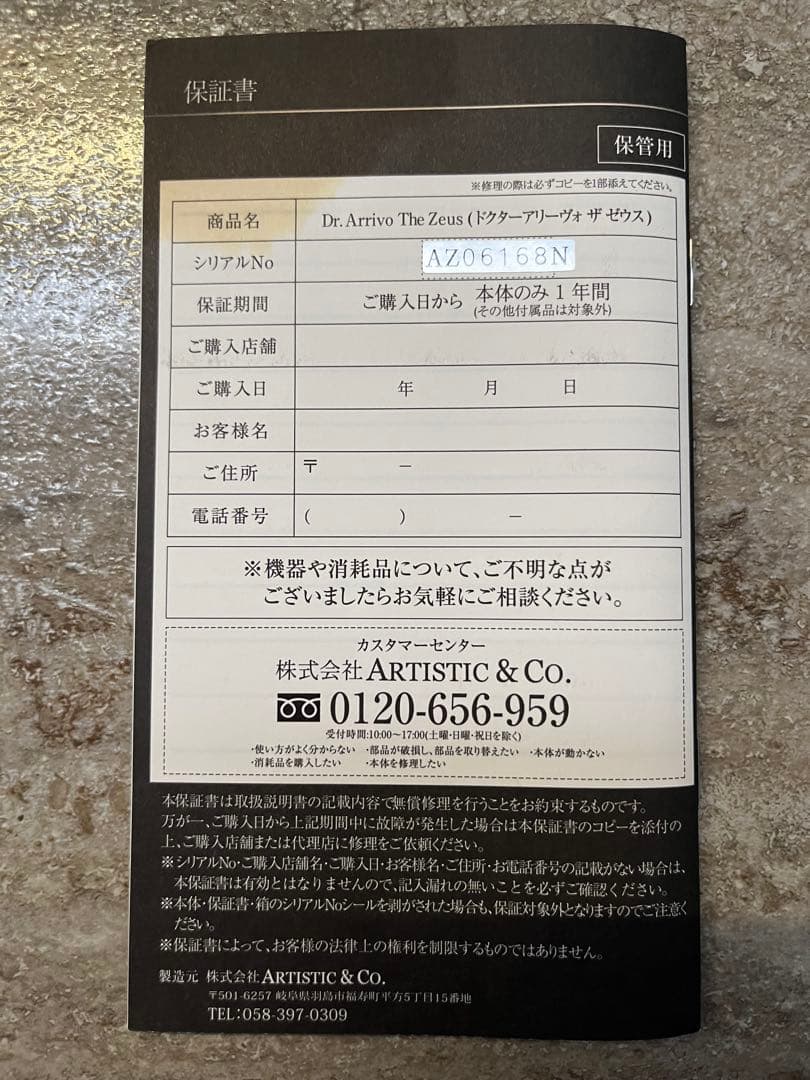 保証書
保管用
※修理の際は必ずコピーを1部添えてください。
商品名 Dr. Arrivo The Zeus (ドクターアリーヴォ ザ ゼウス)
シリアルNo AZ06168N
保証期間 ご購入日から 本体のみ 1 年間
(その他付属品は対象外)
ご購入店舗
ご購入日 年 月 日
お客様名
ご住所 〒 −
電話番号 ( ) −
※機器や消耗品について、ご不明な点が
ございましたらお気軽にご相談ください。
カスタマーセンター
株式会社 ARTISTIC & CO.
0120-656-959
受付時間:10:00〜17:00(土曜・日曜・祝日を除く)
・使い方がよく分からない ・部品が破損し、部品を取り替えたい ・本体が動かない
・消耗品を購入したい ・本体を修理したい
本保証書は取扱説明書の記載内容で無償修理を行うことをお約束するものです。
万が一、ご購入日から上記期間中に故障が発生した場合は本保証書のコピーを添付の
上、ご購入店舗または代理店に修理をご依頼ください。
※シリアルNo・ご購入店舗名・ご購入日・お客様名・ご住所・お電話番号の記載がない場合は、
本保証書は有効とはなりませんので、記入漏れの無いことを必ずご確認ください。
※本体・保証書・箱のシリアルNoシールを剥がされた場合も、保証対象外となりますのでご注意く
ださい。
※保証書によって、お客様の法律上の権利を制限するものではありません。
製造元 株式会社 ARTISTIC & CO.
〒501-6257 岐阜県羽島市福寿町平方5丁目15番地
TEL:058-397-0309